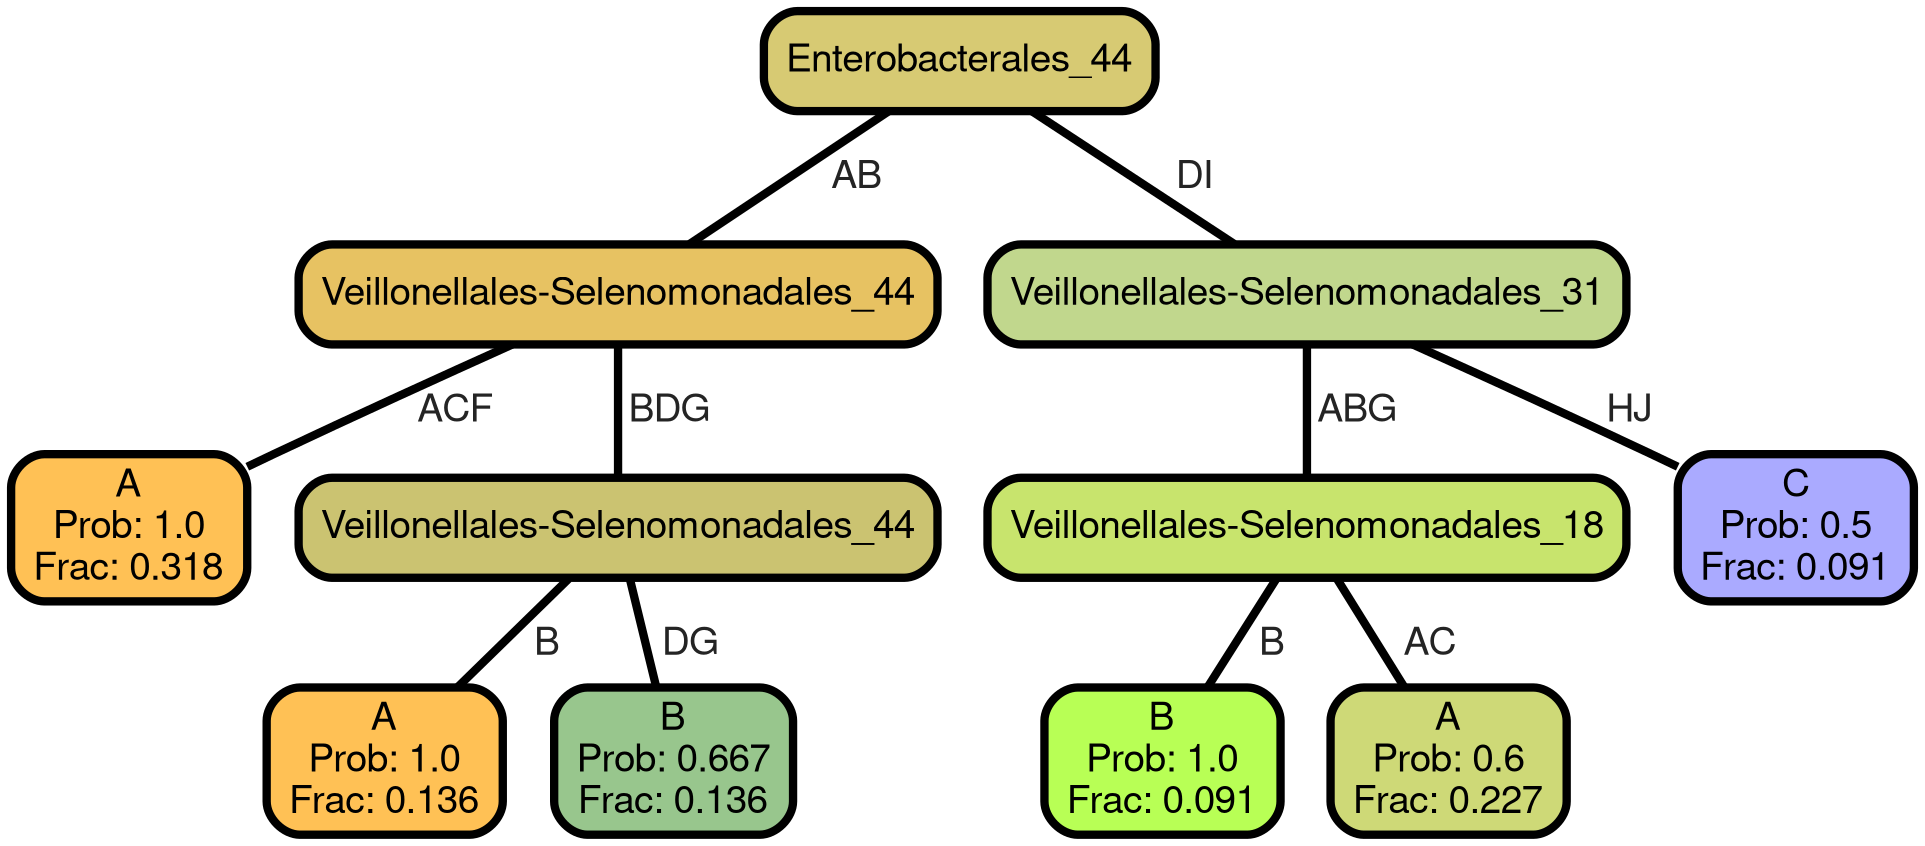 Enterobacterales_44
AB
DI
Veillonellales-Selenomonadales_44
Veillonellales-Selenomonadales_31
ACF
BDG
ABG
HJ
A
Prob: 1.0
Frac: 0.318
Veillonellales-Selenomonadales_44
Veillonellales-Selenomonadales_18
C
Prob: 0.5
Frac: 0.091
B
DG
B
AC
A
Prob: 1.0
Frac: 0.136
B
Prob: 0.667
Frac: 0.136
B
Prob: 1.0
Frac: 0.091
A
Prob: 0.6
Frac: 0.227